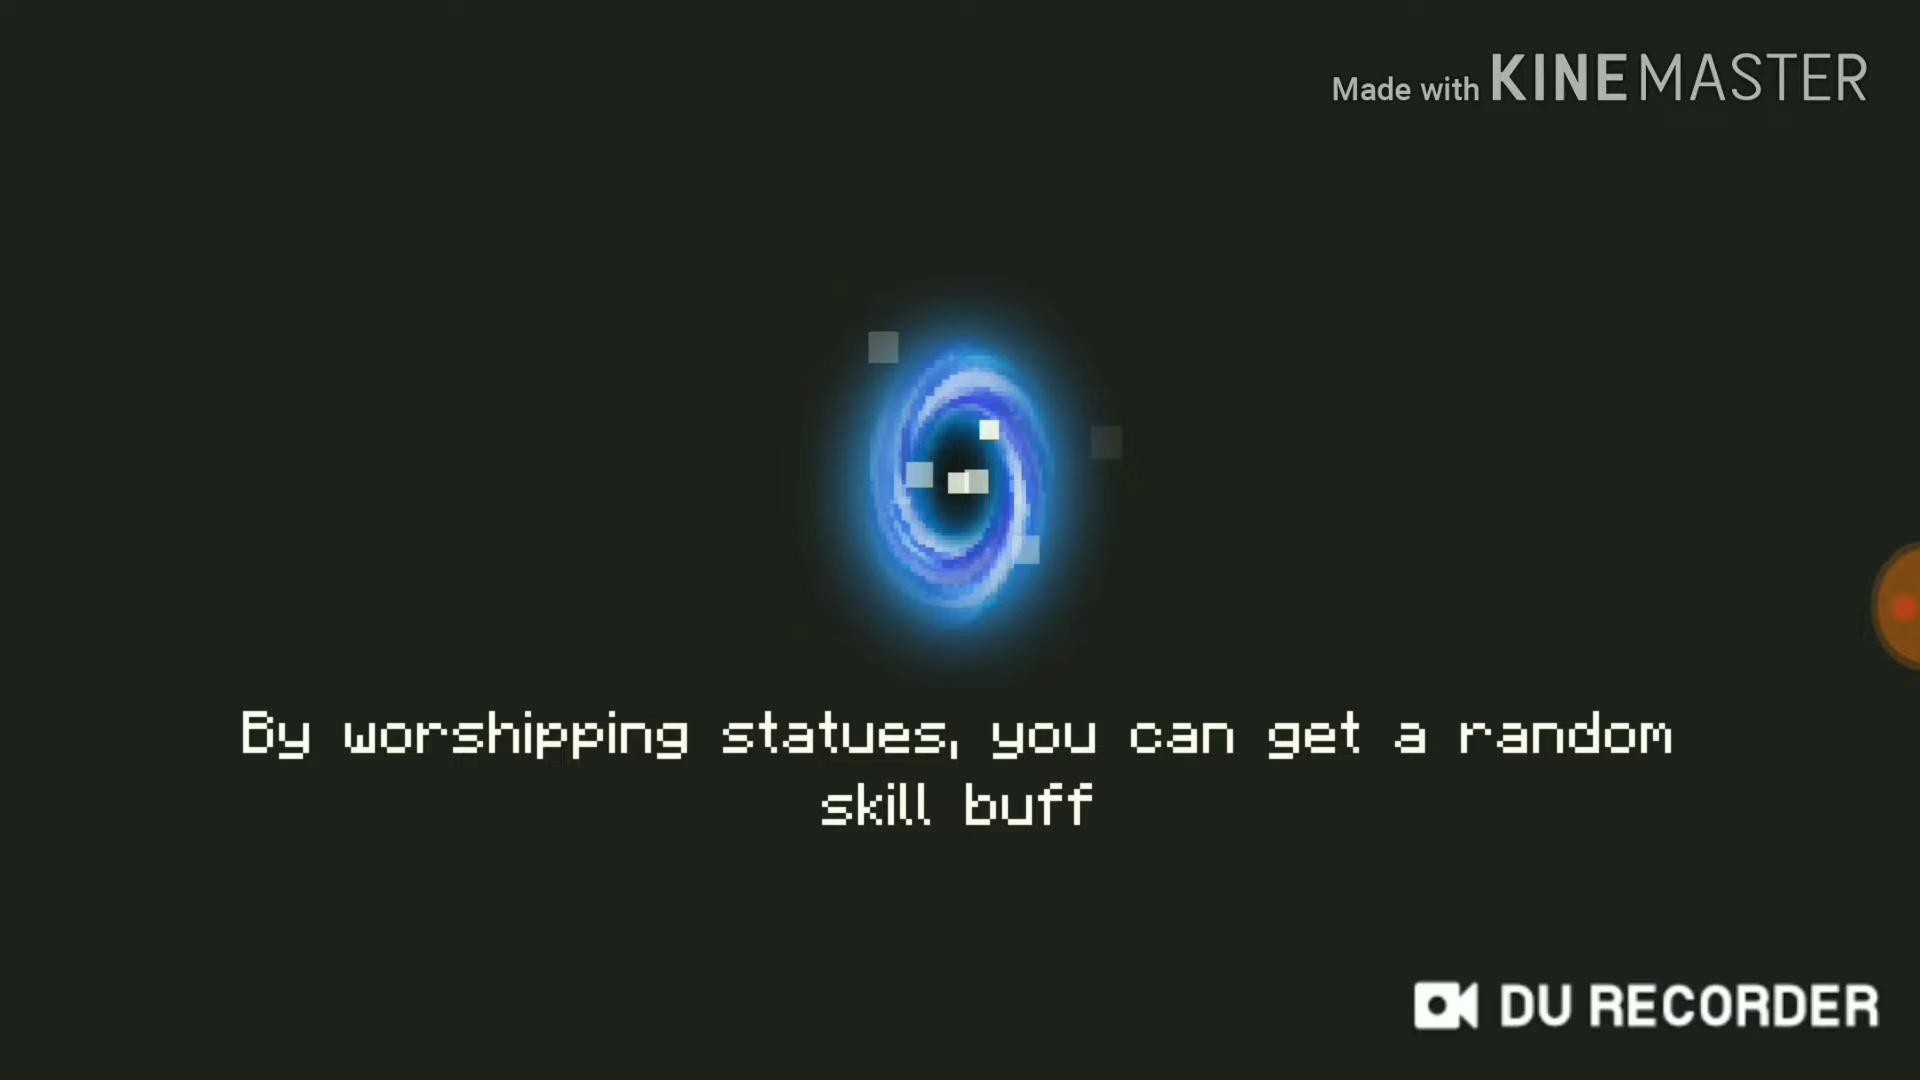 Made with KINEMASTER
By worshipping statues, you can get a random
skill buff
DU RECORDER